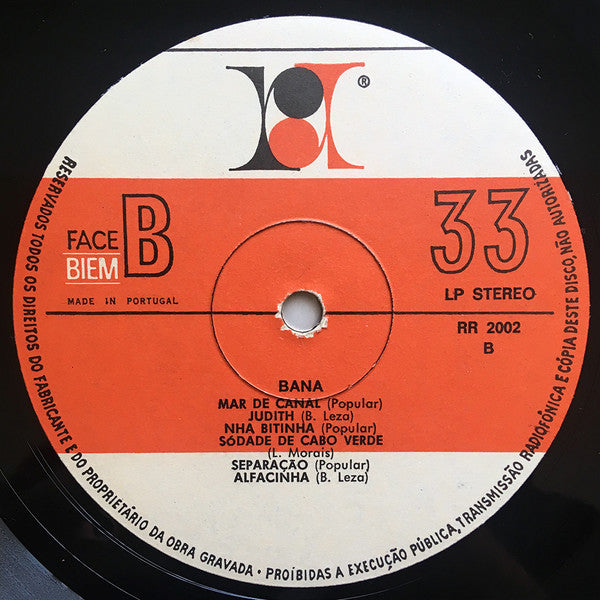 ®
FACE B
BIEM
MADE IN PORTUGAL
33
LP STEREO
RR 2002
B
BANA
MAR DE CANAL (Popular)
JUDITH (B. Leza)
NHA BITINHA (Popular)
SÓDADE DE CABO VERDE
(L. Morais)
SEPARAÇÃO (Popular)
ALFACINHA (B. Leza)
RESERVADOS TODOS OS DIREITOS DO FABRICANTE E DO PROPRIETÁRIO DA OBRA GRAVADA - PROÍBIDAS A EXECUÇÃO PÚBLICA, TRANSMISSÃO RADIOFÓNICA E CÓPIA DESTE DISCO, NÃO AUTORIZADAS